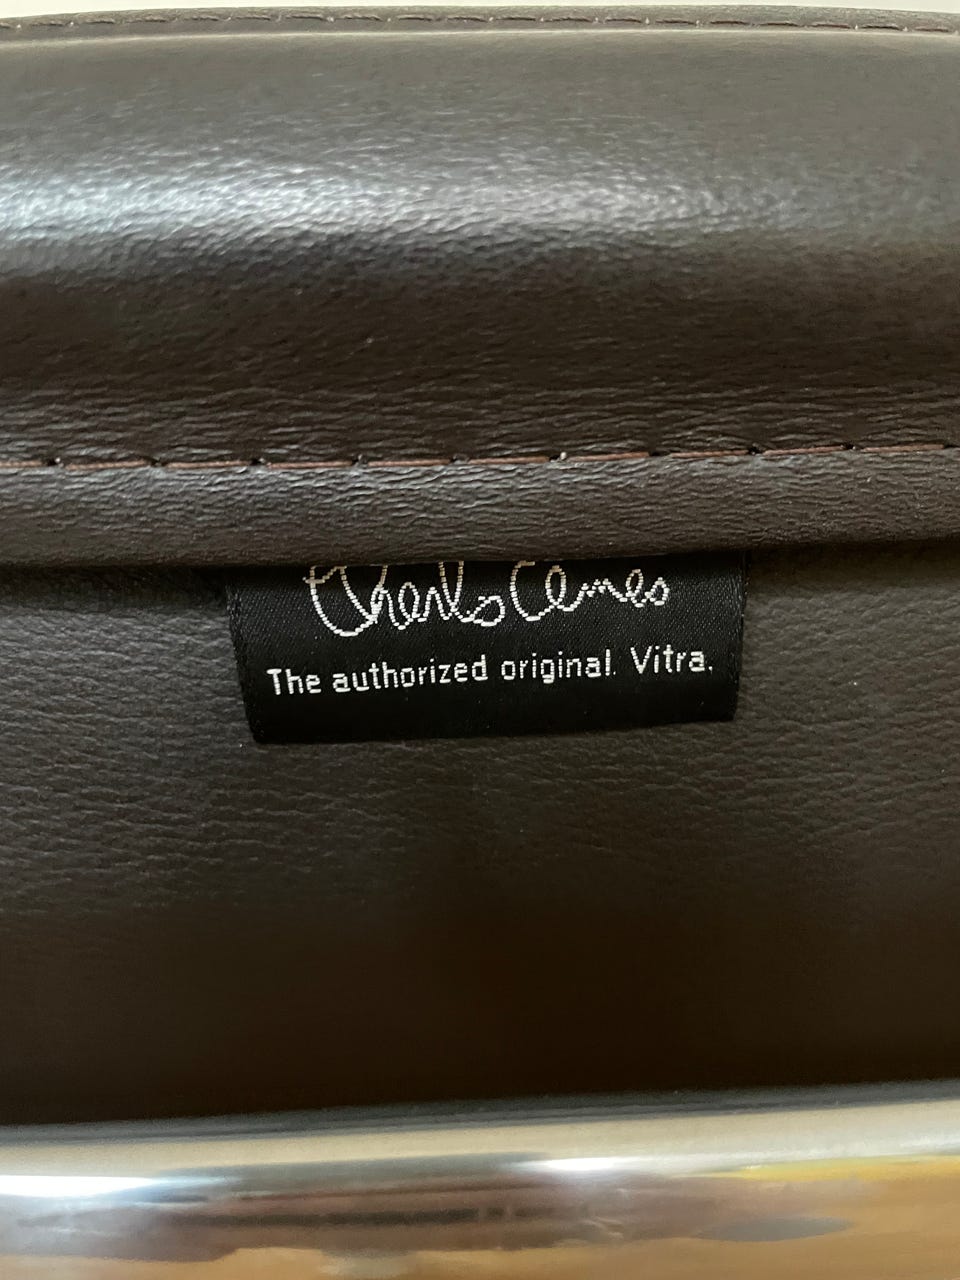 Charles Eames
The authorized original. Vitra.